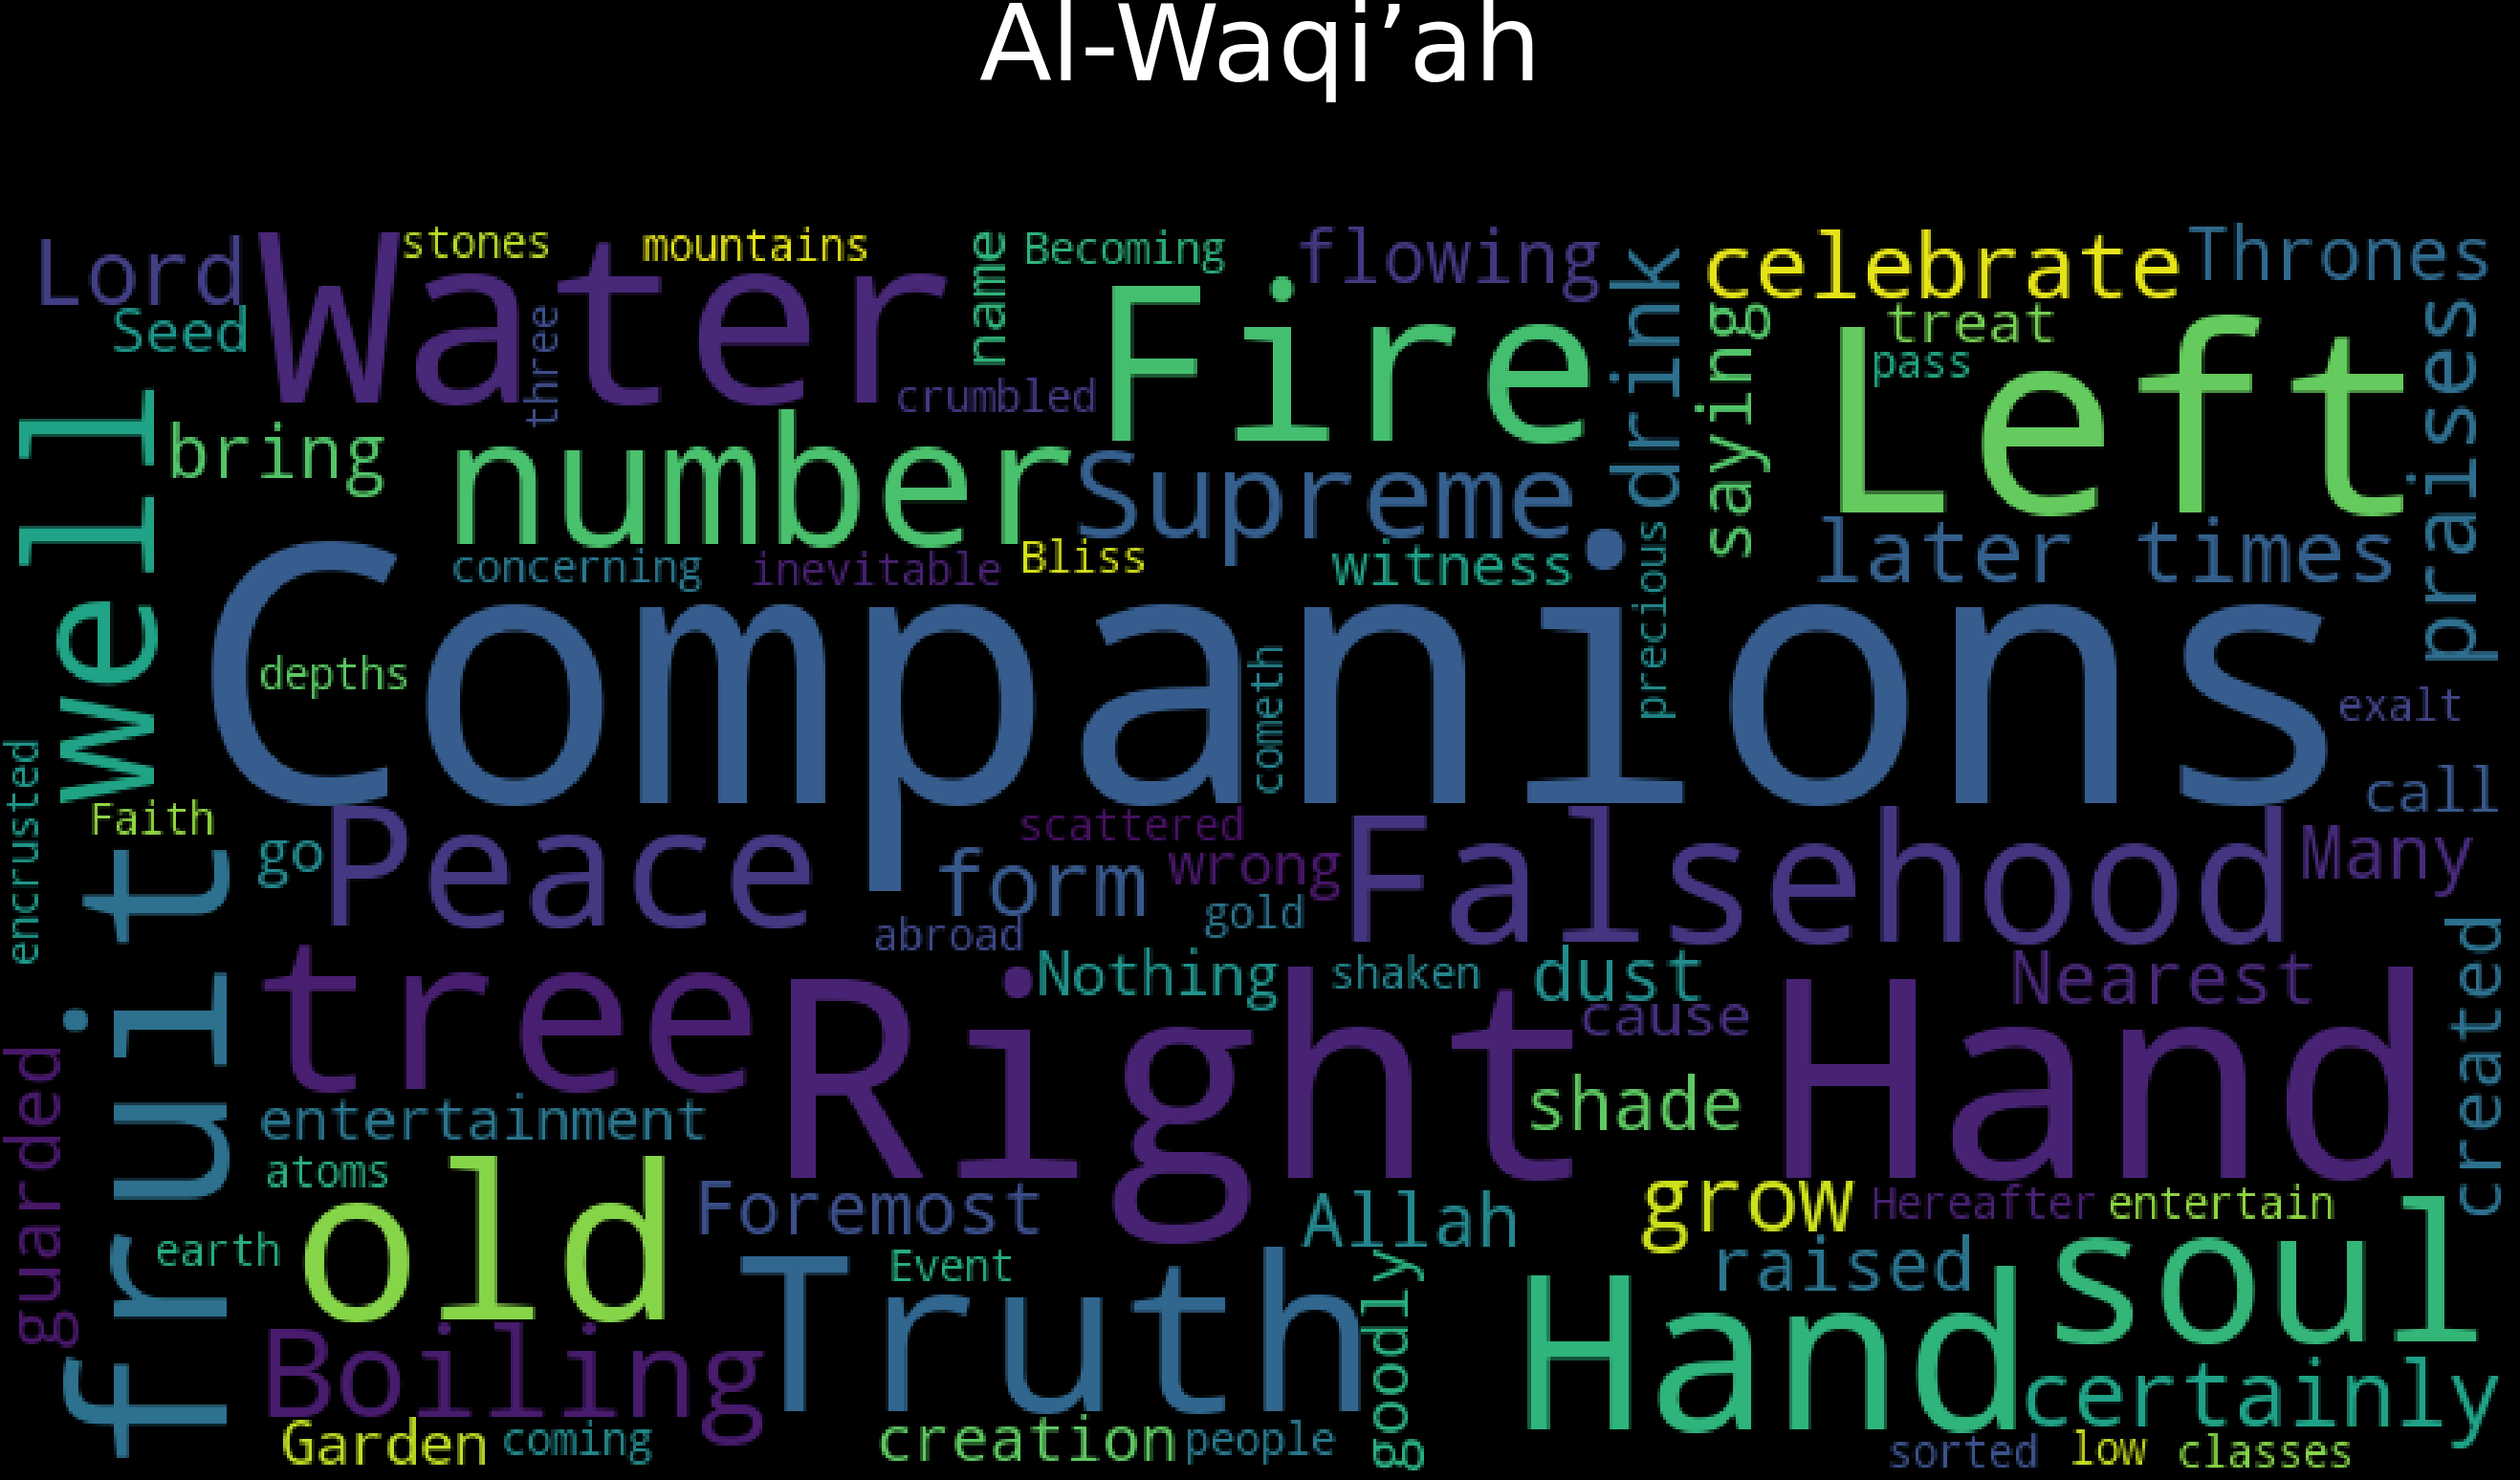 Al-Waqi’ah
Lord
Water
stones
mountains
name
Becoming
flowing
drink
celebrate
Thrones
Seed
three
crumbled
Fire
saying
treat
pass
Left
praises
well
bring
number
Supreme
later times
concerning
inevitable
Bliss
witness
precious
Companions
depths
cometh
exalt
call
encrusted
Faith
go
Peace
scattered
form
wrong
gold
abroad
Falsehood
Many
fruit
tree
Nothing
shaken
dust
cause
Nearest
created
guarded
Right Hand
entertainment
shade
atoms
old
Foremost
Allah
grow
Hereafter
entertain
earth
Event
raised
soul
Boiling
Truth
goodly
Hand
certainly
Garden
coming
creation
people
sorted
low
classes